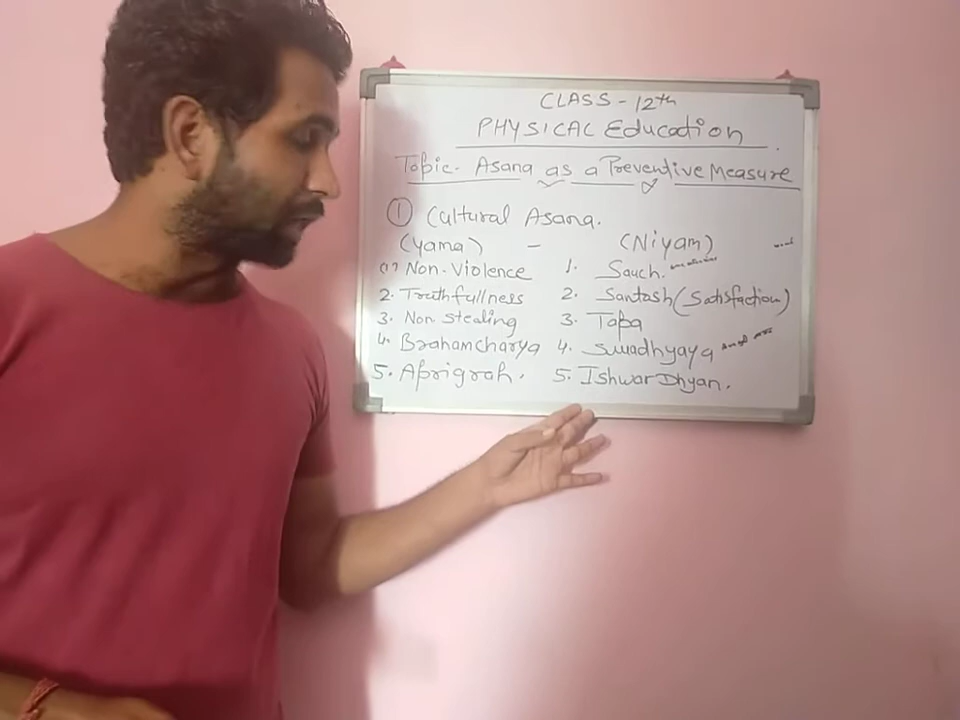 CLASS - 12th
PHYSICAL Education
Topic - Asana as a Preventive Measure
① Cultural Asana.
(Yama) - (Niyam)
(1) Non-Violence 1. Sauch.
2. Truthfullness 2. Santosh (Satisfaction)
3. Non Stealing 3. Tapa
4. Brahamcharya 4. Swadhyaya
5. Aprigrah. 5. Ishwar Dhyan.